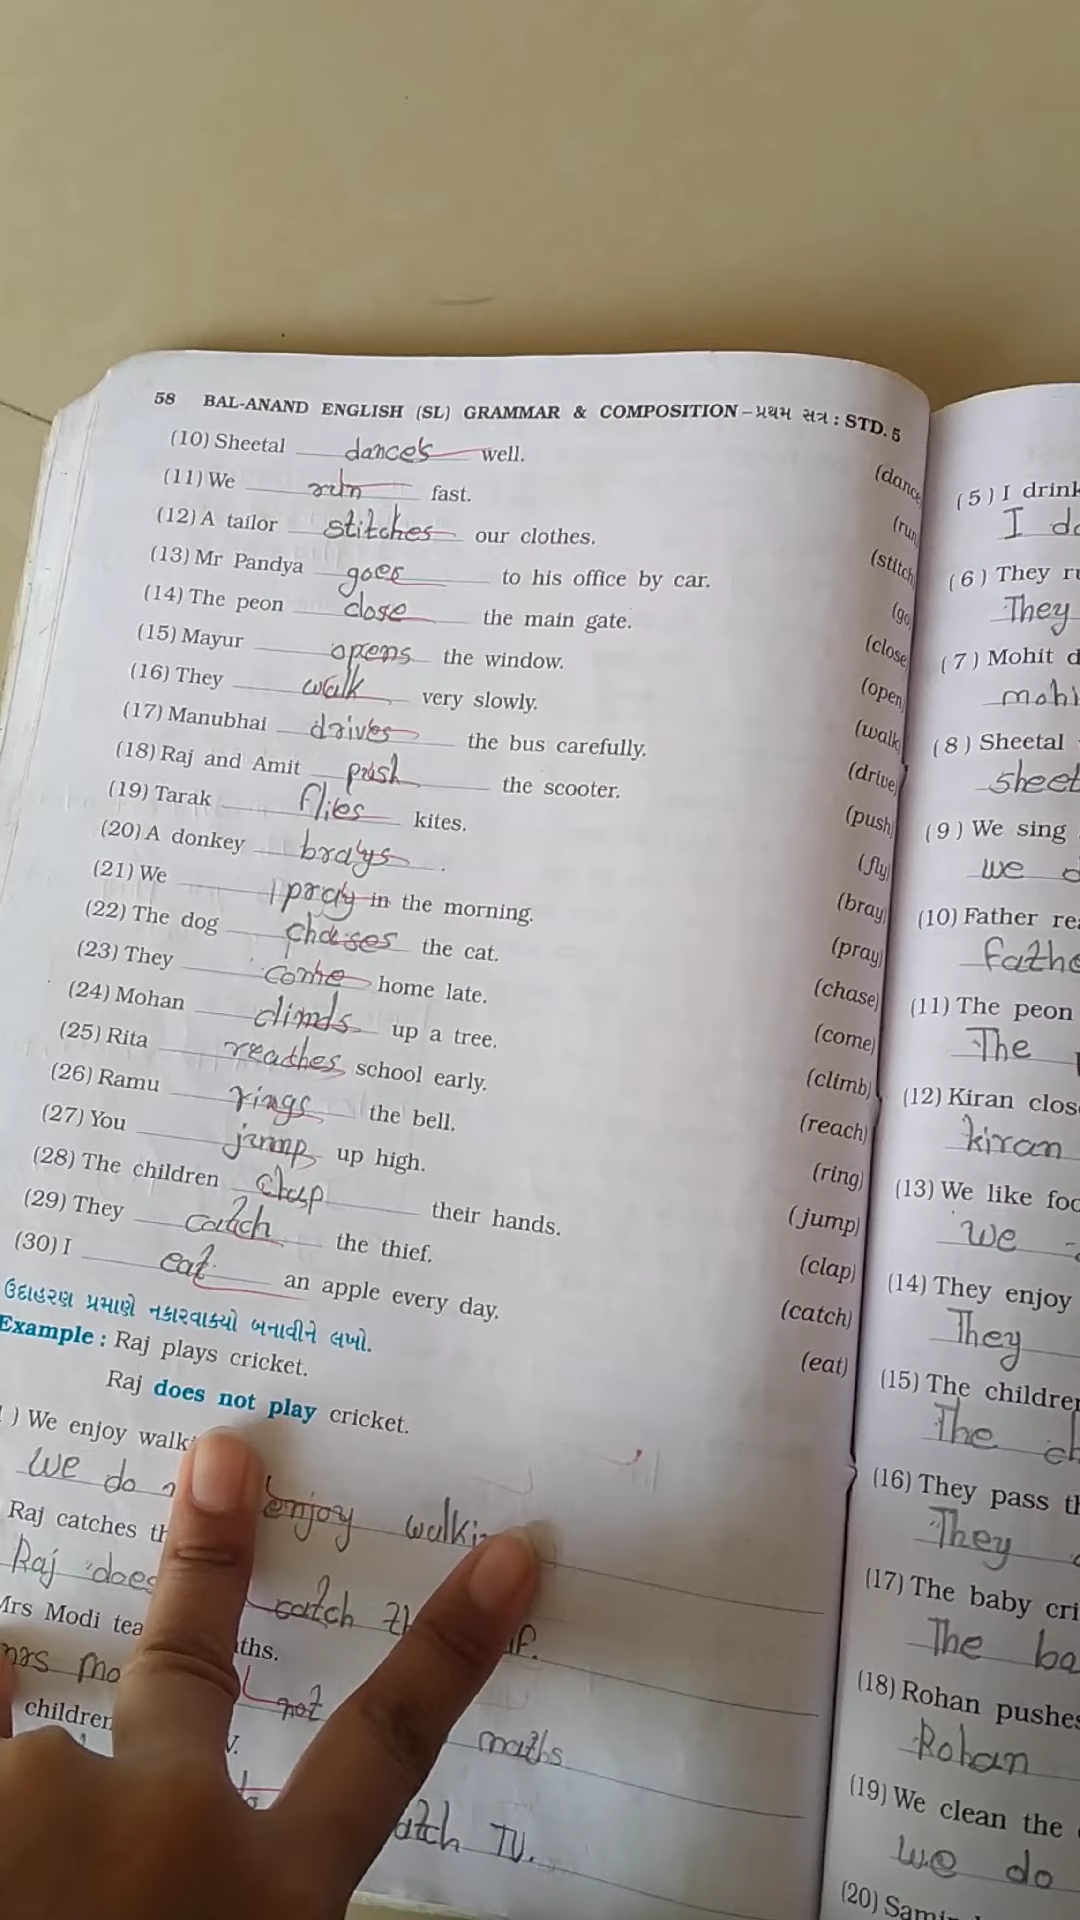 58 BAL-ANAND ENGLISH (SL) GRAMMAR & COMPOSITION – પ્રથમ સત્ર : STD. 5
(10) Sheetal dances well. (dance
(11) We run fast. (run
(12) A tailor stitches our clothes. (stitch
(13) Mr Pandya goes to his office by car. (go
(14) The peon close the main gate. (close
(15) Mayur opens the window. (open
(16) They walk very slowly. (walk
(17) Manubhai drives the bus carefully. (drive
(18) Raj and Amit push the scooter. (push
(19) Tarak flies kites. (fly)
(20) A donkey brays . (bray)
(21) We pray in the morning. (pray)
(22) The dog chases the cat. (chase)
(23) They come home late. (come)
(24) Mohan climds up a tree. (climb)
(25) Rita reaches school early. (reach)
(26) Ramu rings the bell. (ring)
(27) You jump up high. (jump)
(28) The children clap their hands. (clap)
(29) They catch the thief. (catch)
(30) I eat an apple every day. (eat)
ઉદાહરણ પ્રમાણે નકારવાક્યો બનાવીને લખો.
Example : Raj plays cricket.
Raj does not play cricket.
) We enjoy walk
We do enjoy walki
Raj catches th
Raj does catch
Mrs Modi tea ths.
mrs mo not maths
children V.
atch TV.
(5) I drink
I do
(6) They ru
They
(7) Mohit d
mohi
(8) Sheetal
sheet
(9) We sing
we d
(10) Father rea
Fathe
(11) The peon
The p
(12) Kiran close
kiran
(13) We like foo
we
(14) They enjoy
They
(15) The children
The ch
(16) They pass th
They
(17) The baby cri
The ba
(18) Rohan pushes
Rohan
(19) We clean the
we do
(20) Sami